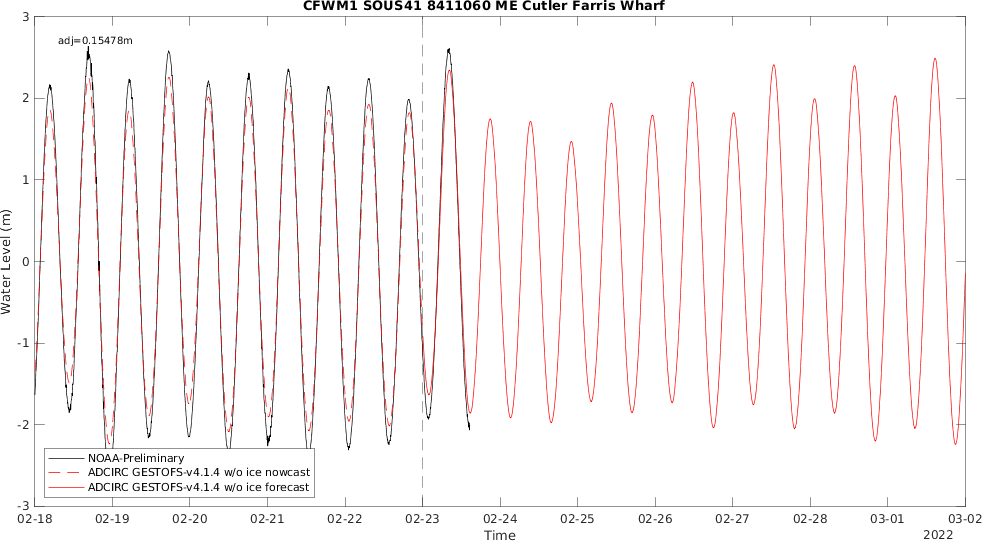 CFWM1 SOUS41 8411060 ME Cutler Farris Wharf
adj=0.15478m
3
2
1
0
-1
-2
-3
Water Level (m)
NOAA-Preliminary
ADCIRC GESTOFS-v4.1.4 w/o ice nowcast
ADCIRC GESTOFS-v4.1.4 w/o ice forecast
02-18 02-19 02-20 02-21 02-22 02-23 02-24 02-25 02-26 02-27 02-28 03-01 03-02
Time
2022